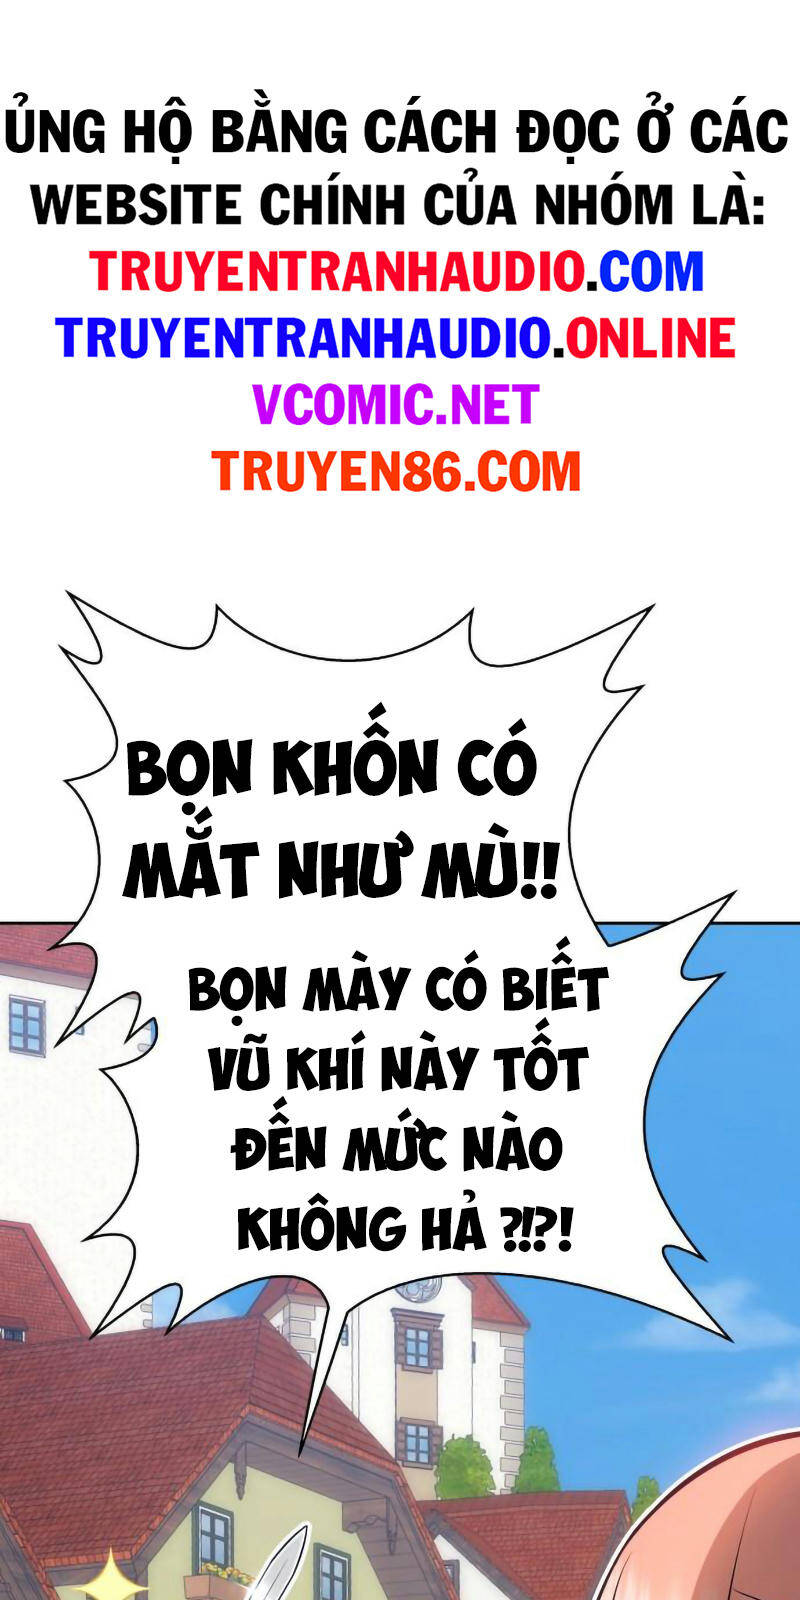 ỦNG HỘ BẰNG CÁCH ĐỌC Ở CÁC
WEBSITE CHÍNH CỦA NHÓM LÀ:
TRUYENTRANHAUDIO.COM
TRUYENTRANHAUDIO.ONLINE
VCOMIC.NET
TRUYEN86.COM
BỌN KHỐN CÓ
MẮT NHƯ MÙ!!
BỌN MÀY CÓ BIẾT
VŨ KHÍ NÀY TỐT
ĐẾN MỨC NÀO
KHÔNG HẢ ?!?!